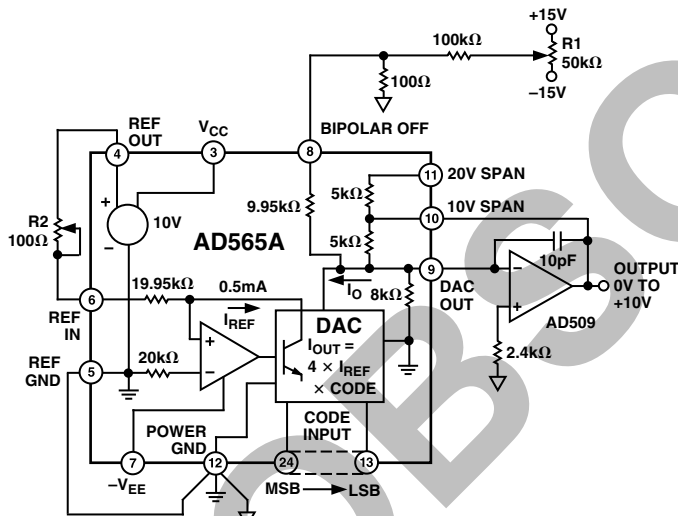 +15V
100kΩ
R1
50kΩ
100Ω
–15V
REF
OUT
VCC
BIPOLAR OFF
4
3
8
11
20V SPAN
5kΩ
R2
100Ω
+
10V
–
9.95kΩ
10
10V SPAN
AD565A
5kΩ
10pF
19.95kΩ
0.5mA
9
–
OUTPUT
0V TO
+10V
6
REF
IN
IREF
IO
8kΩ
DAC
OUT
+
AD509
DAC
REF
GND
5
20kΩ
+
–
IOUT =
4 × IREF
× CODE
2.4kΩ
POWER
GND
CODE
INPUT
7
12
24
13
–VEE
MSB
LSB
OBSO